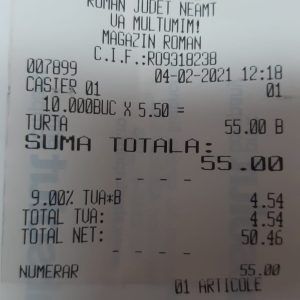 ROMAN JUDET NEAMT
VA MULTUMIM!
MAGAZIN ROMAN
C.I.F.:RO9318238
007899 04-02-2021 12:18
CASIER 01 01
10.000BUC X 5.50 =
TURTA 55.00 B
SUMA TOTALA:
55.00
- - - -
9.00% TVA*B 4.54
TOTAL TVA: 4.54
TOTAL NET: 50.46
- - - -
NUMERAR 55.00
01 ARTICOLE